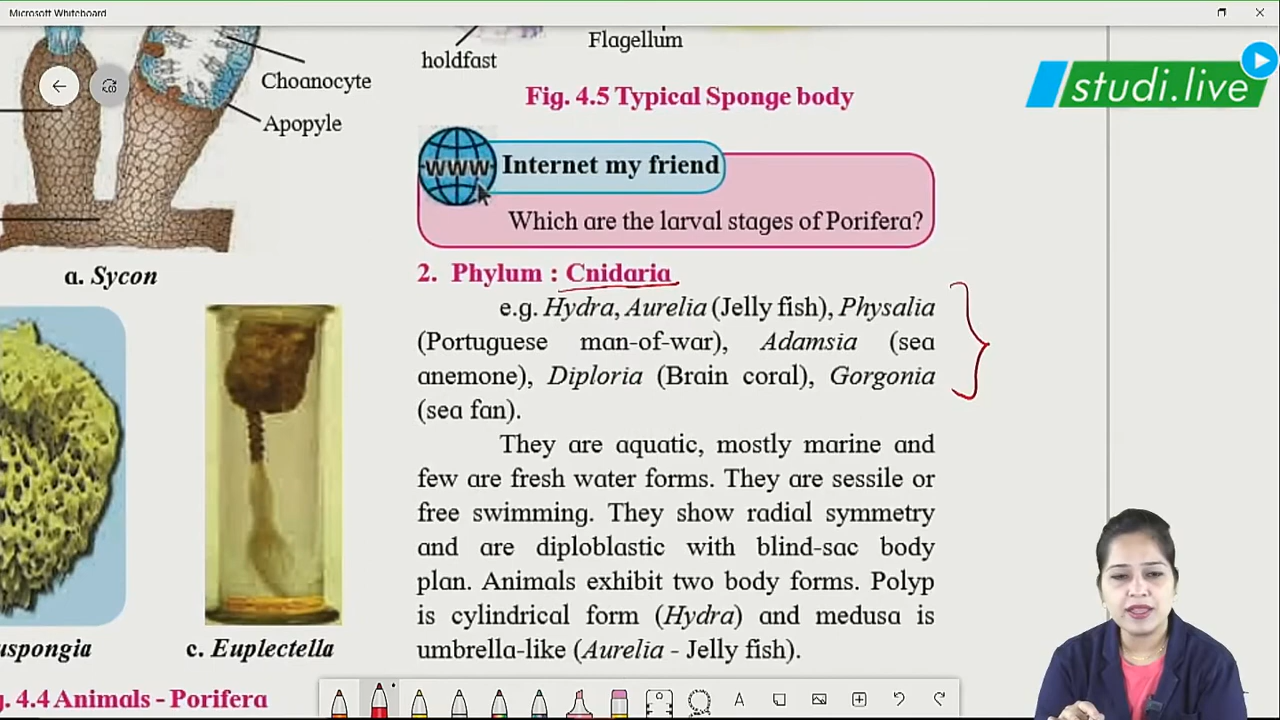 Microsoft Whiteboard
Choanocyte
Apopyle
a. Sycon
uspongia
c. Euplectella
g. 4.4 Animals - Porifera
Flagellum
holdfast
Fig. 4.5 Typical Sponge body
www
Internet my friend
Which are the larval stages of Porifera?
2. Phylum : Cnidaria
e.g. Hydra, Aurelia (Jelly fish), Physalia
(Portuguese man-of-war), Adamsia (sea
anemone), Diploria (Brain coral), Gorgonia
(sea fan).
They are aquatic, mostly marine and
few are fresh water forms. They are sessile or
free swimming. They show radial symmetry
and are diploblastic with blind-sac body
plan. Animals exhibit two body forms. Polyp
is cylindrical form (Hydra) and medusa is
umbrella-like (Aurelia - Jelly fish).
studi.live
A